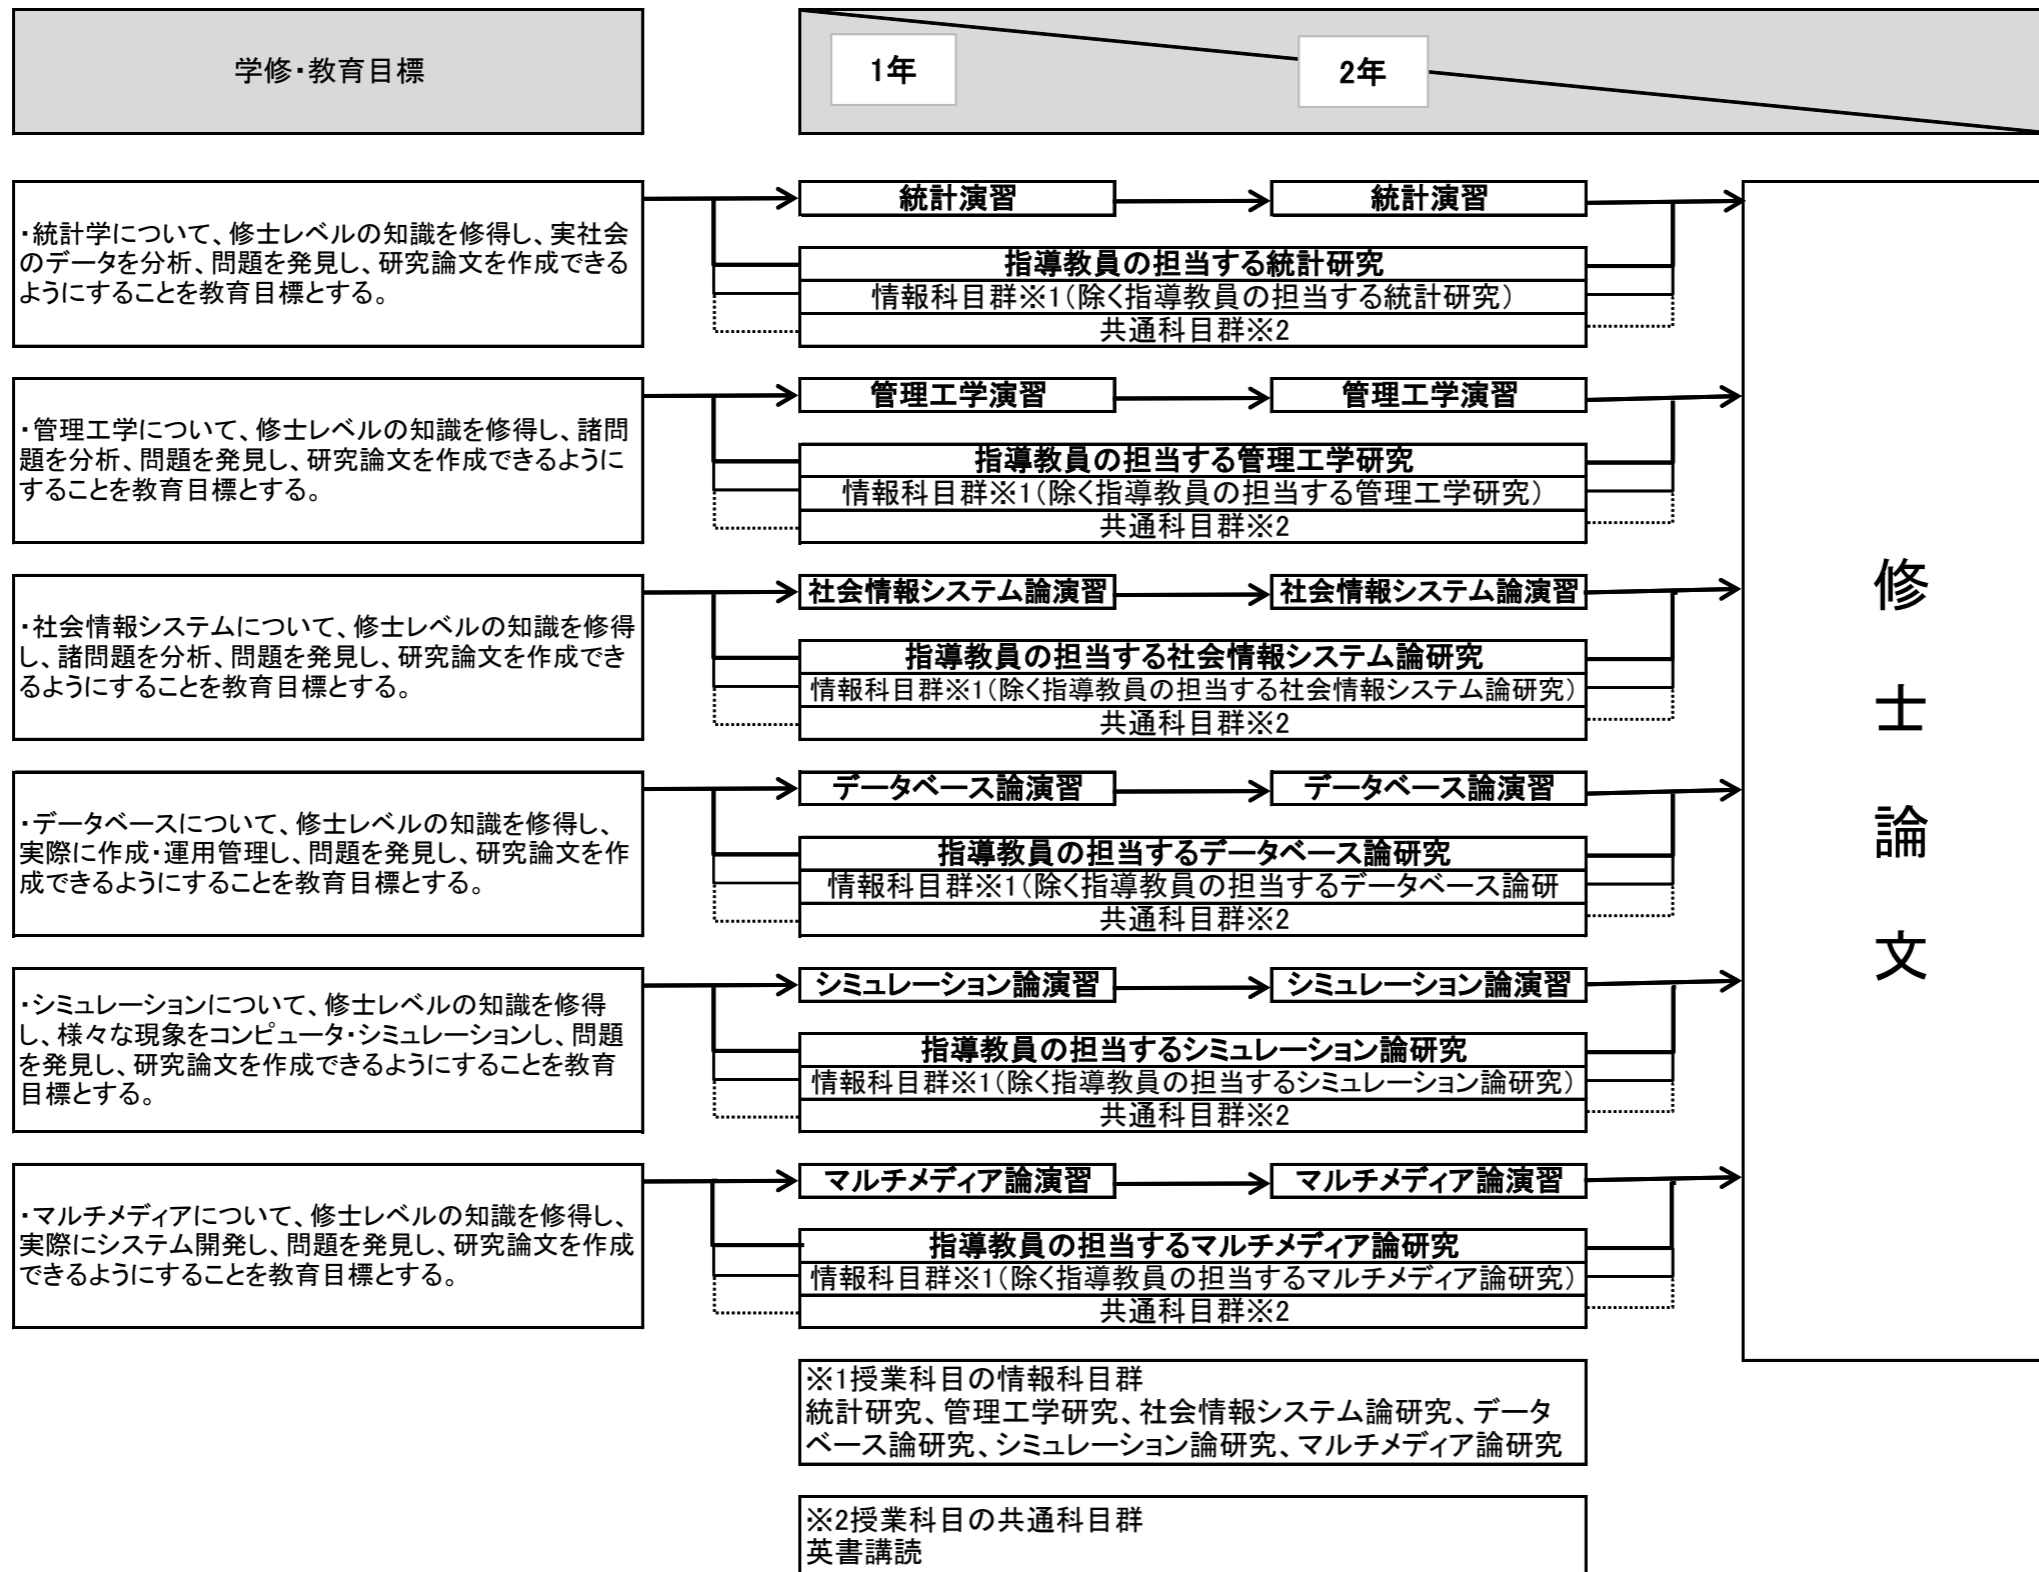 学修・教育目標
1年
2年
・統計学について、修士レベルの知識を修得し、実社会
のデータを分析、問題を発見し、研究論文を作成できる
ようにすることを教育目標とする。
統計演習
統計演習
指導教員の担当する統計研究
情報科目群※1(除く指導教員の担当する統計研究)
共通科目群※2
・管理工学について、修士レベルの知識を修得し、諸問
題を分析、問題を発見し、研究論文を作成できるように
することを教育目標とする。
管理工学演習
管理工学演習
指導教員の担当する管理工学研究
情報科目群※1(除く指導教員の担当する管理工学研究)
共通科目群※2
・社会情報システムについて、修士レベルの知識を修得
し、諸問題を分析、問題を発見し、研究論文を作成でき
るようにすることを教育目標とする。
社会情報システム論演習
社会情報システム論演習
指導教員の担当する社会情報システム論研究
情報科目群※1(除く指導教員の担当する社会情報システム論研究)
共通科目群※2
・データベースについて、修士レベルの知識を修得し、
実際に作成・運用管理し、問題を発見し、研究論文を作
成できるようにすることを教育目標とする。
データベース論演習
データベース論演習
指導教員の担当するデータベース論研究
情報科目群※1(除く指導教員の担当するデータベース論研
共通科目群※2
・シミュレーションについて、修士レベルの知識を修得
し、様々な現象をコンピュータ・シミュレーションし、問題
を発見し、研究論文を作成できるようにすることを教育
目標とする。
シミュレーション論演習
シミュレーション論演習
指導教員の担当するシミュレーション論研究
情報科目群※1(除く指導教員の担当するシミュレーション論研究)
共通科目群※2
・マルチメディアについて、修士レベルの知識を修得し、
実際にシステム開発し、問題を発見し、研究論文を作成
できるようにすることを教育目標とする。
マルチメディア論演習
マルチメディア論演習
指導教員の担当するマルチメディア論研究
情報科目群※1(除く指導教員の担当するマルチメディア論研究)
共通科目群※2
修士論文
※1授業科目の情報科目群
統計研究、管理工学研究、社会情報システム論研究、データ
ベース論研究、シミュレーション論研究、マルチメディア論研究
※2授業科目の共通科目群
英書講読